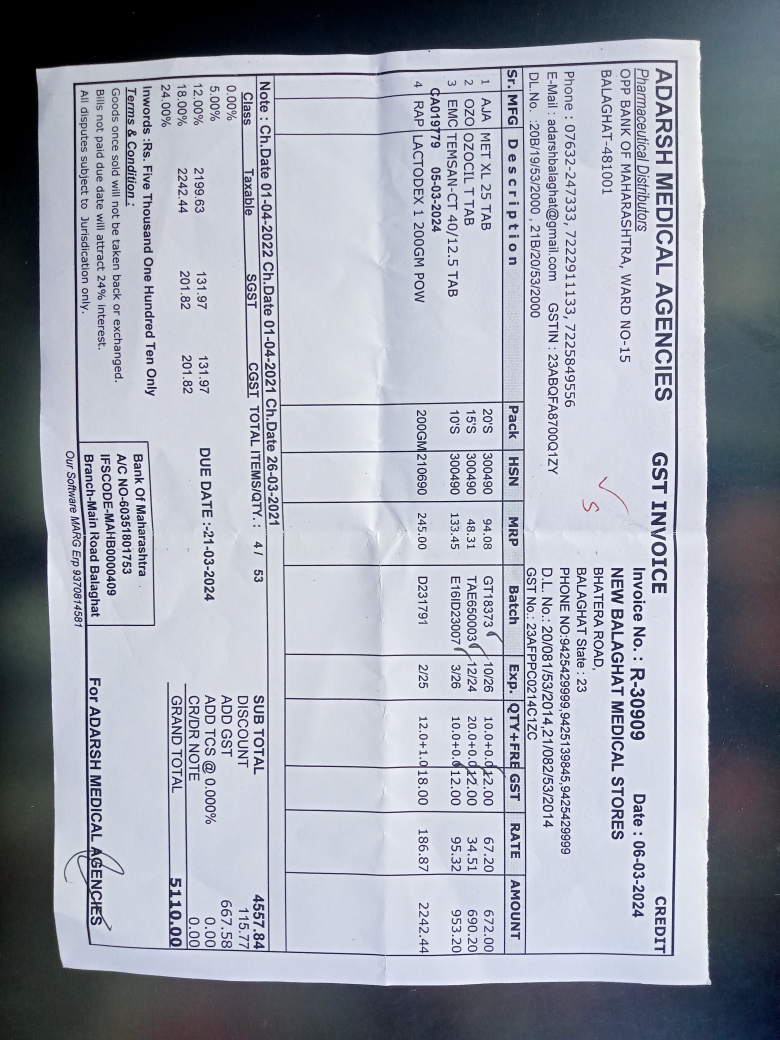 ADARSH MEDICAL AGENCIES
Pharmaceutical Distributors
OPP BANK OF MAHARASHTRA, WARD NO-15
BALAGHAT-481001
Phone : 07632-247333, 7222911133, 7225849556
E-Mail : adarshbalaghat@gmail.com GSTIN : 23ABQFA8700Q1ZY
DL.No. :20B/19/53/2000 , 21B/20/53/2000
GST INVOICE
CREDIT
Invoice No. : R-30909 Date : 06-03-2024
NEW BALAGHAT MEDICAL STORES
BHATERA ROAD,
BALAGHAT State : 23
PHONE NO:9425429999,9425139845,9425429999
D.L. No.: 20/081/53/2014,21/082/53/2014
GST No.: 23AFPPC0214C1ZC
Sr. MFG Description Pack HSN MRP Batch Exp. QTY+FRE GST RATE AMOUNT
1 AJA MET XL 25 TAB 20'S 300490 94.08 GT18373 10/26 10.0+0.0 12.00 67.20 672.00
2 OZO OZOCIL T TAB 15'S 300490 48.31 TAE650003 12/24 20.0+0.0 12.00 34.51 690.20
3 EMC TEMSAN-CT 40/12.5 TAB 10'S 300490 133.45 E16ID23007 3/26 10.0+0.0 12.00 95.32 953.20
CA019779 05-03-2024
4 RAP LACTODEX 1 200GM POW 200GM 210690 245.00 D231791 2/25 12.0+1.0 18.00 186.87 2242.44
Note : Ch.Date 01-04-2022 Ch.Date 01-04-2021 Ch.Date 26-03-2021
Class Taxable SGST CGST TOTAL ITEMS/QTY.: 4 / 53
0.00%
5.00%
12.00% 2199.63 131.97 131.97
18.00% 2242.44 201.82 201.82
24.00%
DUE DATE :-21-03-2024
SUB TOTAL 4557.84
DISCOUNT 115.77
ADD GST 667.58
ADD TCS @ 0.000% 0.00
CR/DR NOTE 0.00
GRAND TOTAL 5110.00
Inwords :Rs. Five Thousand One Hundred Ten Only
Terms & Condition :
Goods once sold will not be taken back or exchanged.
Bills not paid due date will attract 24% interest.
All disputes subject to Jurisdication only.
Bank Of Maharashtra
A/C NO-60351801753
IFSCODE-MAHB0000409
Branch-Main Road Balaghat
Our Software MARG Erp 9370814581
For ADARSH MEDICAL AGENCIES